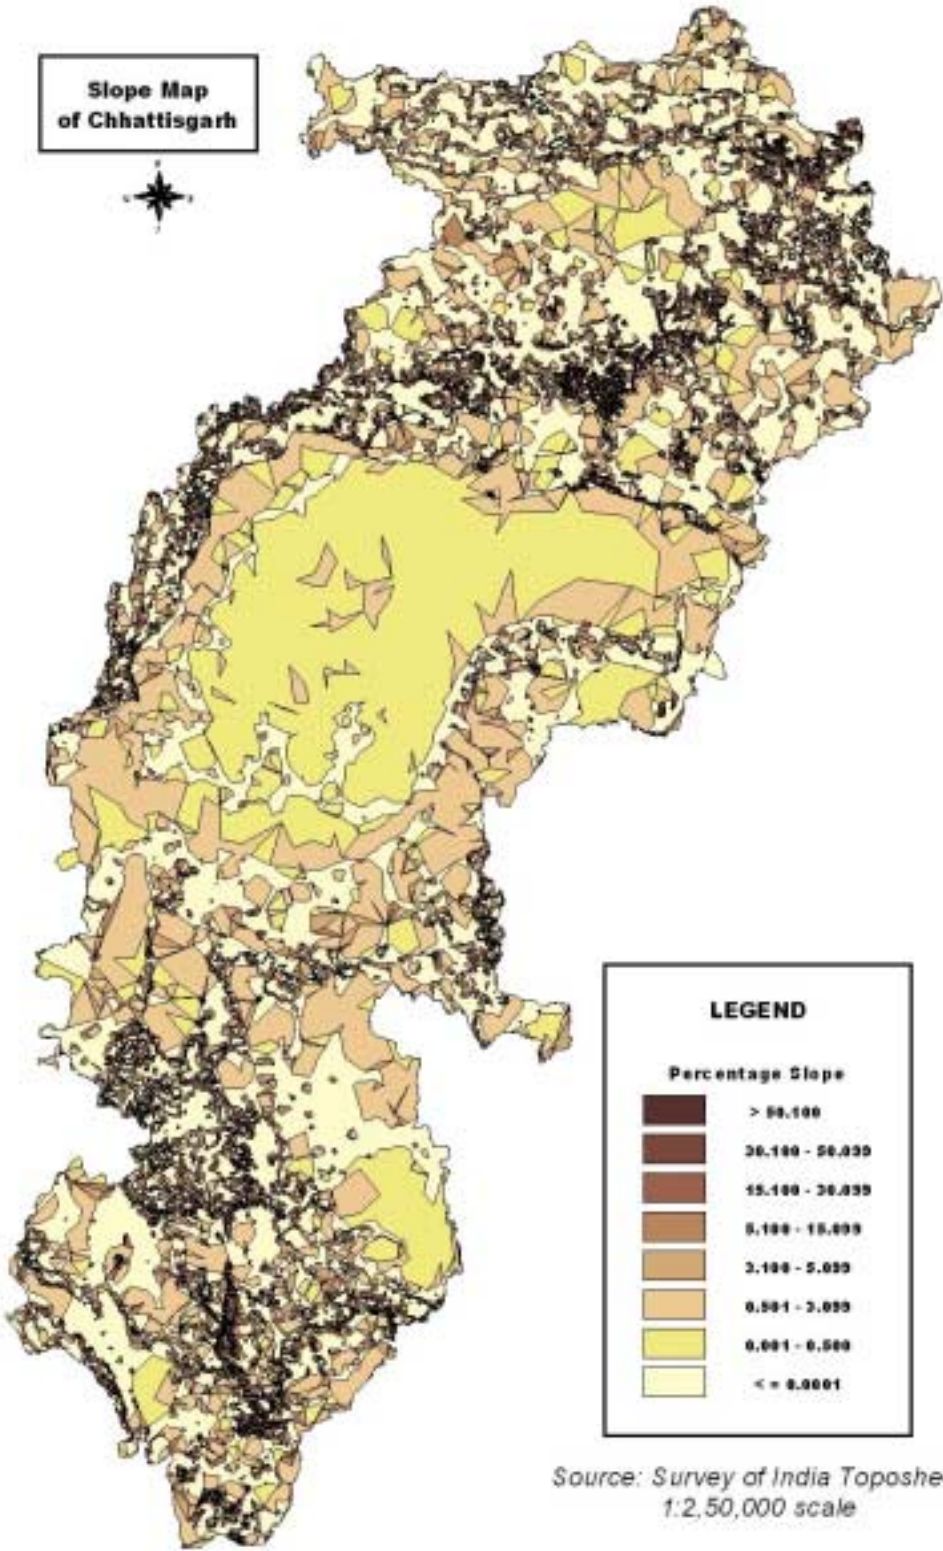 Slope Map
of Chhattisgarh
LEGEND
Percentage Slope
> 50.100
30.100 - 50.099
15.100 - 30.099
5.100 - 15.099
3.100 - 5.099
0.501 - 3.099
0.001 - 0.500
< = 0.0001
Source: Survey of India Toposhe
1:2,50,000 scale